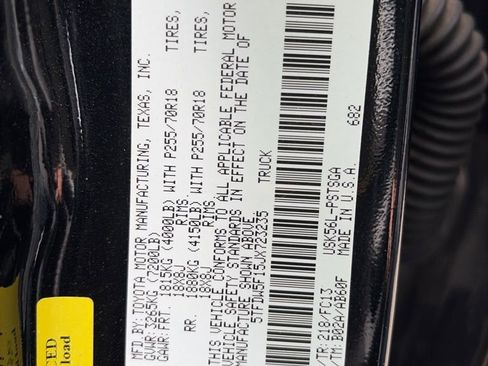 MFD.BY:TOYOTA MOTOR MANUFACTURING, TEXAS, INC.
GVWR:3265KG (7200LB)
GAWR: FRT. 1815KG (4000LB) WITH P255/70R18 TIRES,
18X8J RIMS,
RR. 1880KG (4150LB) WITH P255/70R18 TIRES,
18X8J RIMS.
THIS VEHICLE CONFORMS TO ALL APPLICABLE FEDERAL MOTOR
VEHICLE SAFETY STANDARDS IN EFFECT ON THE DATE OF
MANUFACTURE SHOWN ABOVE.
5TFDW5F15JX723235 TRUCK
682
/TR: 218/FC13 USK56L-PSTSGA
/TM: B82A/AB60F MADE IN U.S.A.
CED
load